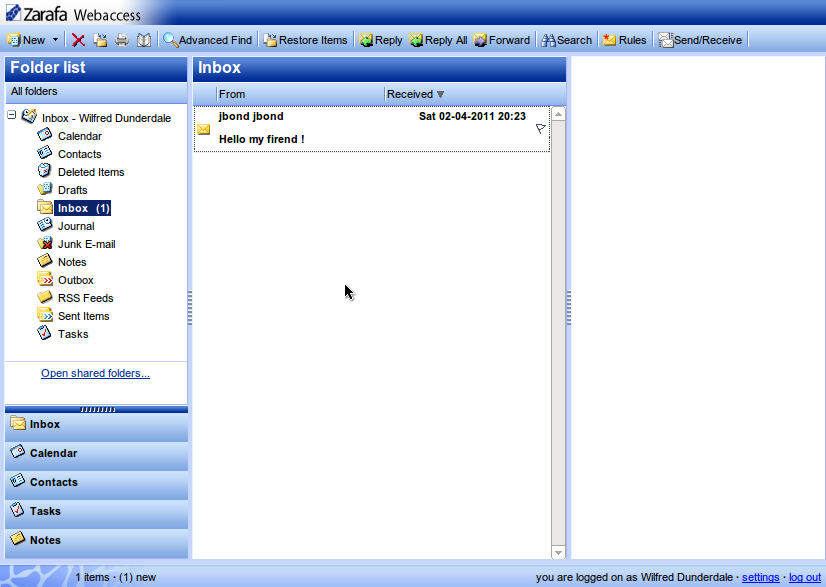 Zarafa Webaccess
New Advanced Find Restore Items Reply Reply All Forward Search Rules Send/Receive
Folder list
All folders
Inbox - Wilfred Dunderdale
Calendar
Contacts
Deleted Items
Drafts
Inbox (1)
Journal
Junk E-mail
Notes
Outbox
RSS Feeds
Sent Items
Tasks
Open shared folders...
Inbox
Calendar
Contacts
Tasks
Notes
Inbox
From Received
jbond jbond Sat 02-04-2011 20:23
Hello my firend !
1 items · (1) new
you are logged on as Wilfred Dunderdale · settings · log out